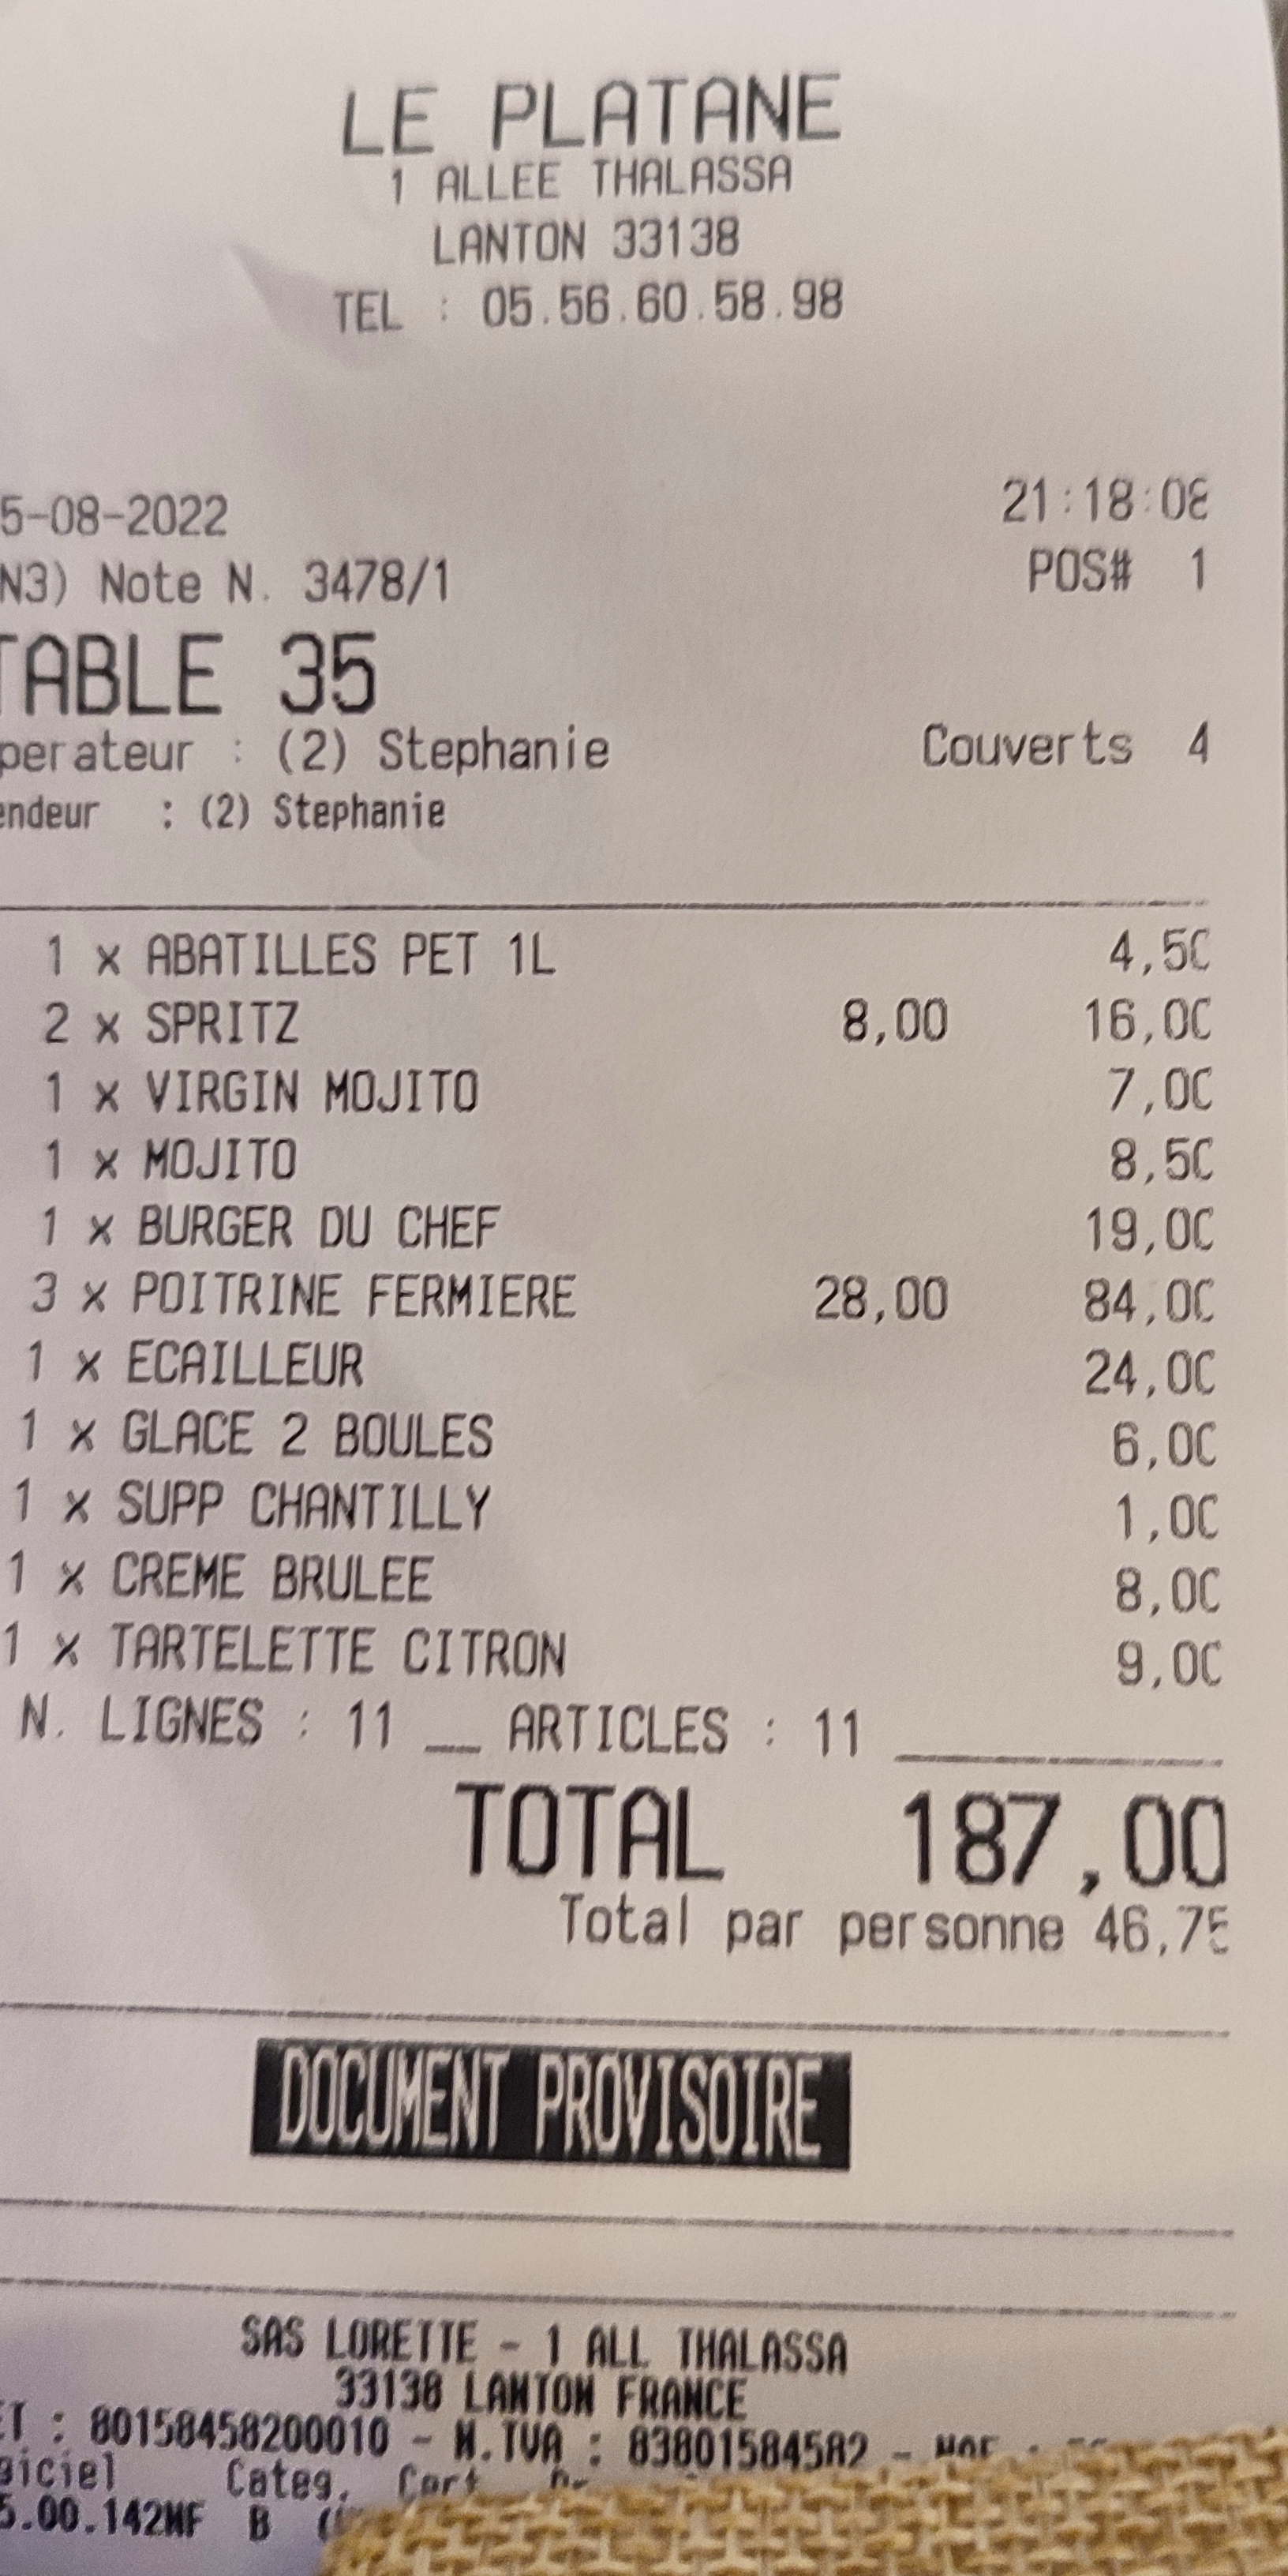 LE PLATANE
1 ALLEE THALASSA
LANTON 33138
TEL : 05.56.60.58.98
5-08-2022 21:18:08
N3) Note N. 3478/1 POS# 1
TABLE 35
perateur : (2) Stephanie Couverts 4
endeur : (2) Stephanie
1 x ABATILLES PET 1L 4,50
2 x SPRITZ 8,00 16,00
1 x VIRGIN MOJITO 7,00
1 x MOJITO 8,50
1 x BURGER DU CHEF 19,00
3 x POITRINE FERMIERE 28,00 84,00
1 x ECAILLEUR 24,00
1 x GLACE 2 BOULES 6,00
1 x SUPP CHANTILLY 1,00
1 x CREME BRULEE 8,00
1 x TARTELETTE CITRON 9,00
N. LIGNES : 11 __ ARTICLES : 11
TOTAL 187,00
Total par personne 46,75
DOCUMENT PROVISOIRE
SAS LORETTE - 1 ALL THALASSA
33138 LANTON FRANCE
ET : 80158458200010 - N.TVA : 83801584582 -
giciel Categ. Cert
5.00.142NF B (